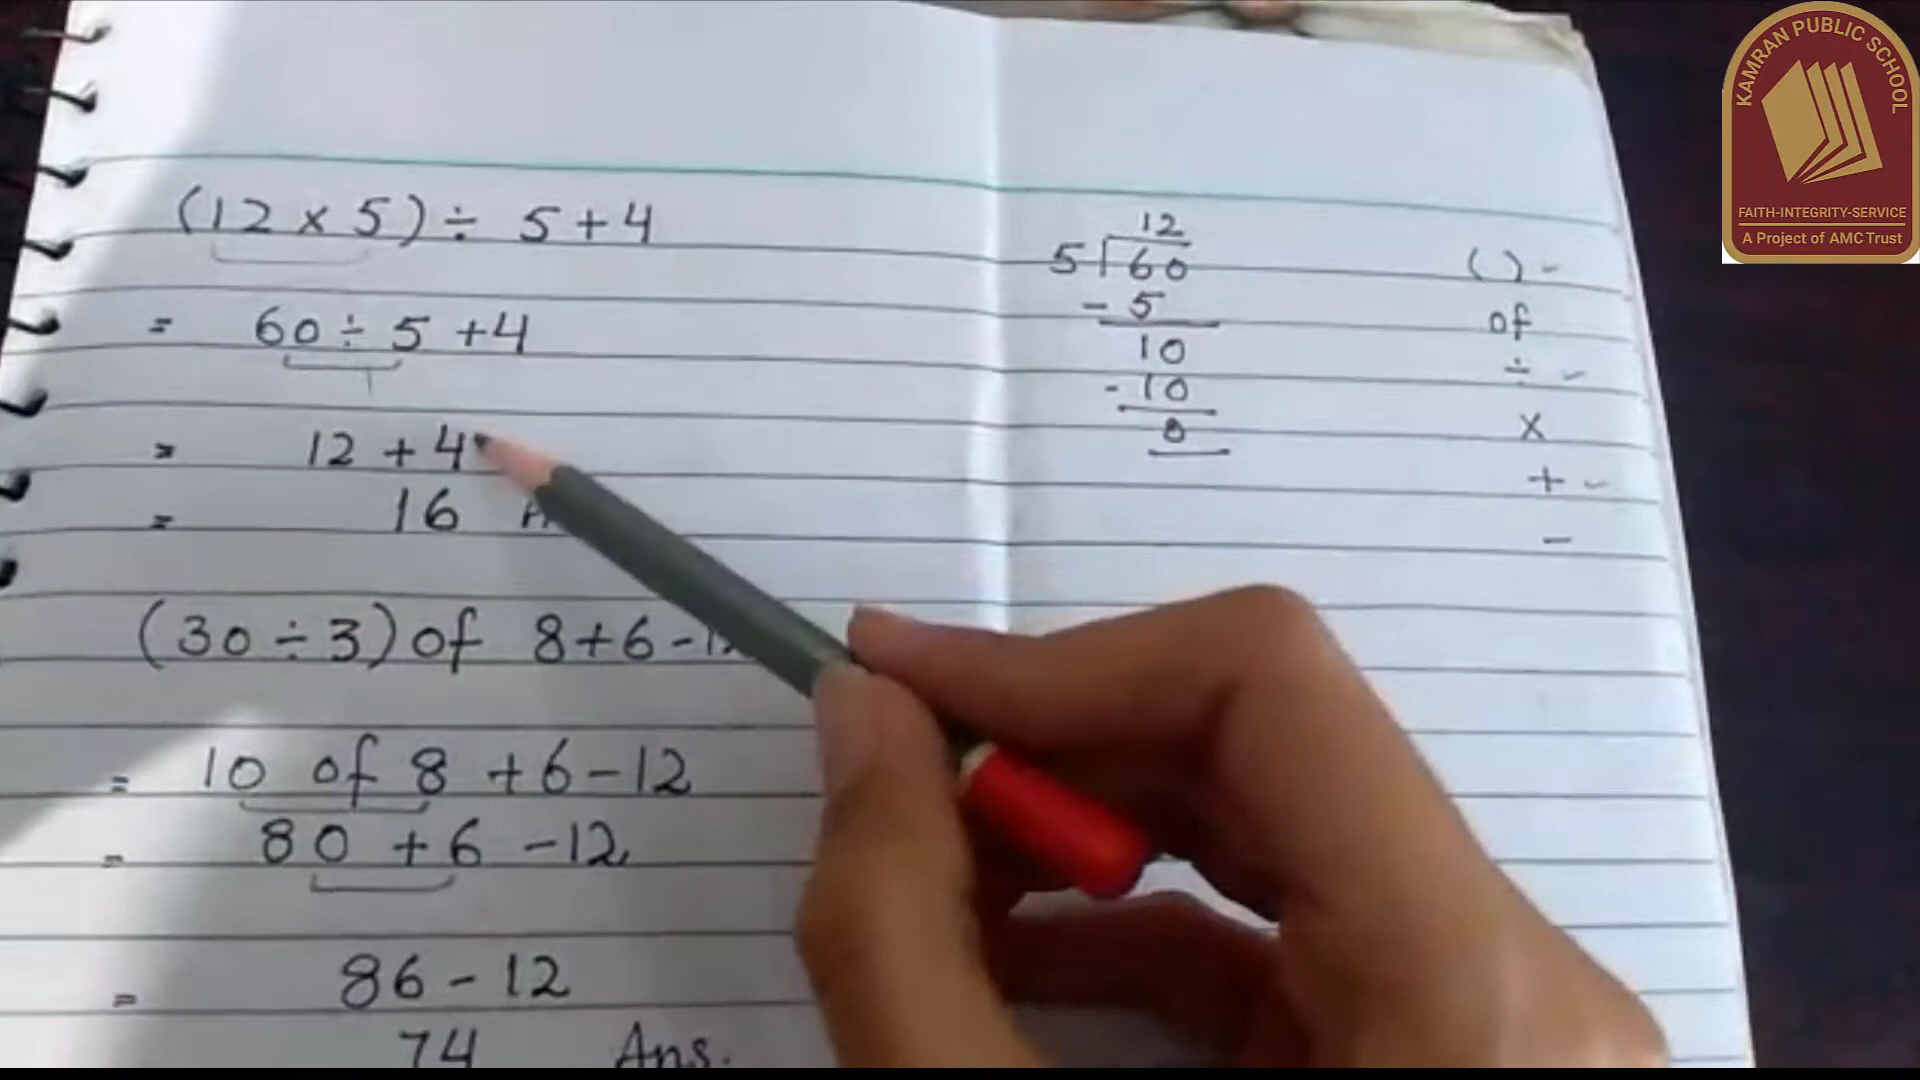 (12 × 5) ÷ 5 + 4
= 60 ÷ 5 + 4
= 12 + 4
= 16
(30 ÷ 3) of 8 + 6 - 12
= 10 of 8 + 6 - 12
= 80 + 6 - 12
= 86 - 12
74 Ans.
12
5 60
- 5
10
- 10
0
( )
of
÷
×
+
-
KAMRAN PUBLIC SCHOOL
FAITH-INTEGRITY-SERVICE
A Project of AMC Trust